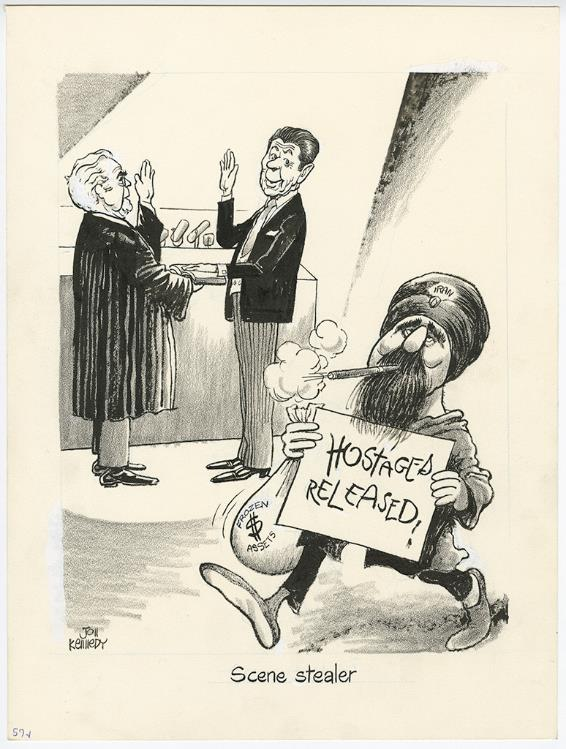 IRAN
HOSTAGES
RELEASED!
FROZEN
$
ASSETS
Jon
Kennedy
Scene stealer